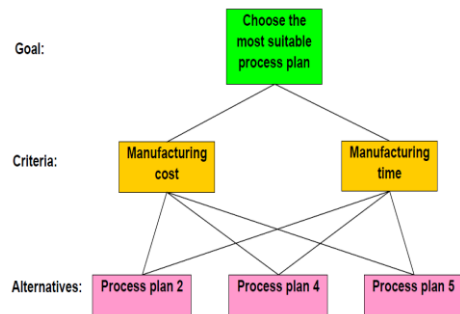 Goal:
Choose the
most suitable
process plan
Criteria:
Manufacturing
cost
Manufacturing
time
Alternatives:
Process plan 2
Process plan 4
Process plan 5